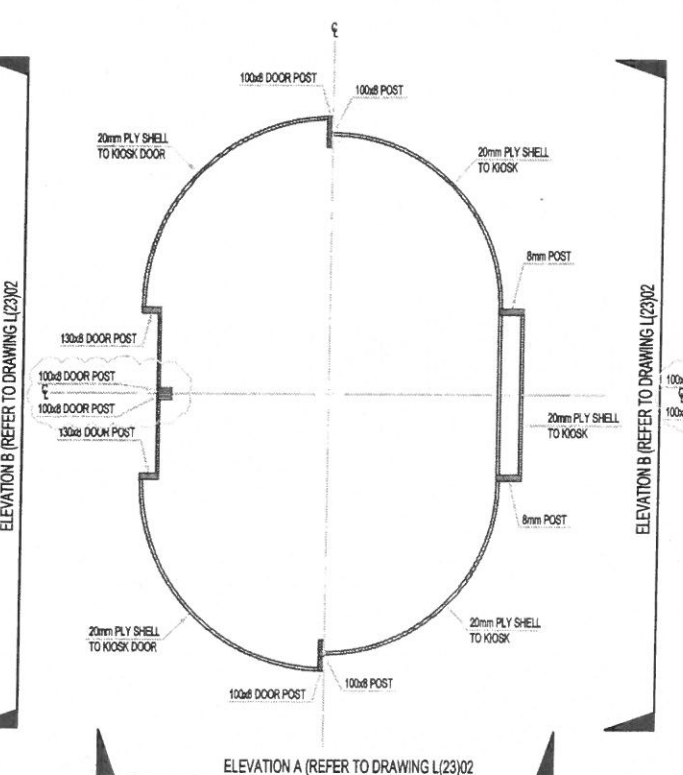 ℄
100x8 DOOR POST
100x8 POST
20mm PLY SHELL
TO KIOSK DOOR
20mm PLY SHELL
TO KIOSK
8mm POST
130x8 DOOR POST
100x8 DOOR POST
℄
100x8 DOOR POST
130x8 DOOR POST
20mm PLY SHELL
TO KIOSK
8mm POST
20mm PLY SHELL
TO KIOSK DOOR
20mm PLY SHELL
TO KIOSK
100x8 DOOR POST
100x8 POST
ELEVATION B (REFER TO DRAWING L(23)02
ELEVATION B (REFER TO DRAWING L(23)02
100x
℄
100x
ELEVATION A (REFER TO DRAWING L(23)02